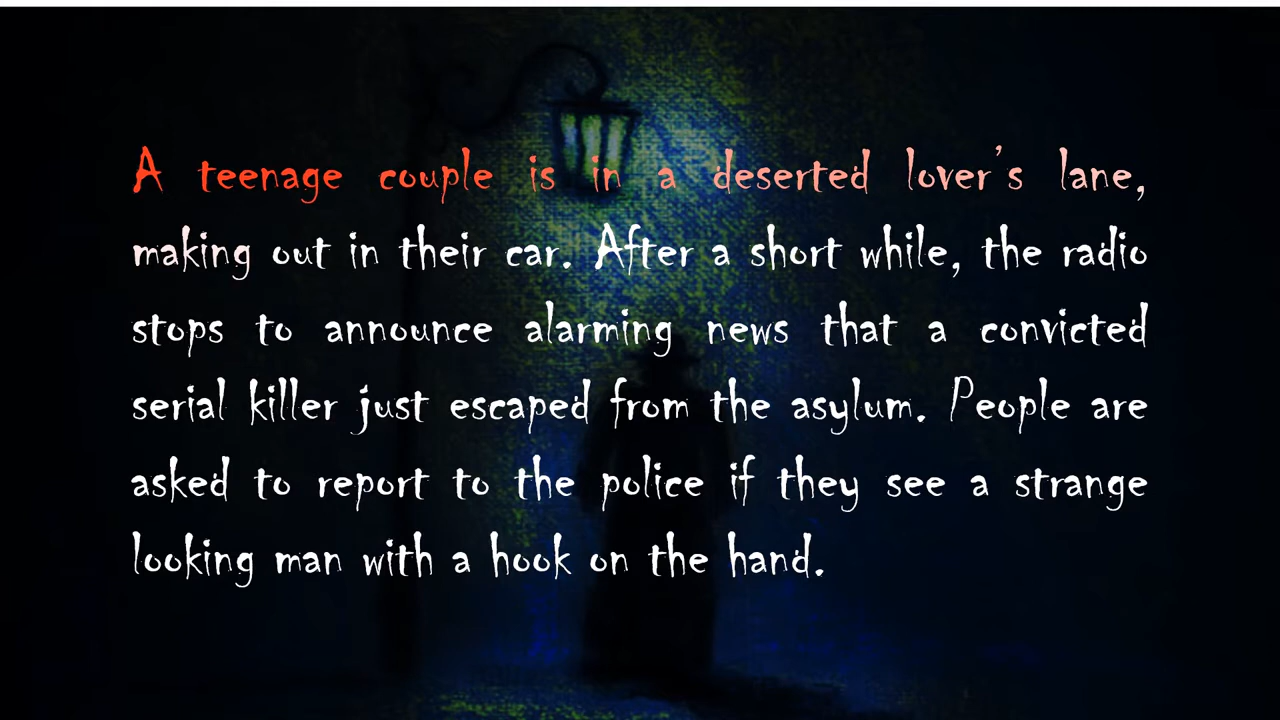 A teenage couple is in a deserted lover's lane,
making out in their car. After a short while, the radio
stops to announce alarming news that a convicted
serial killer just escaped from the asylum. People are
asked to report to the police if they see a strange
looking man with a hook on the hand.